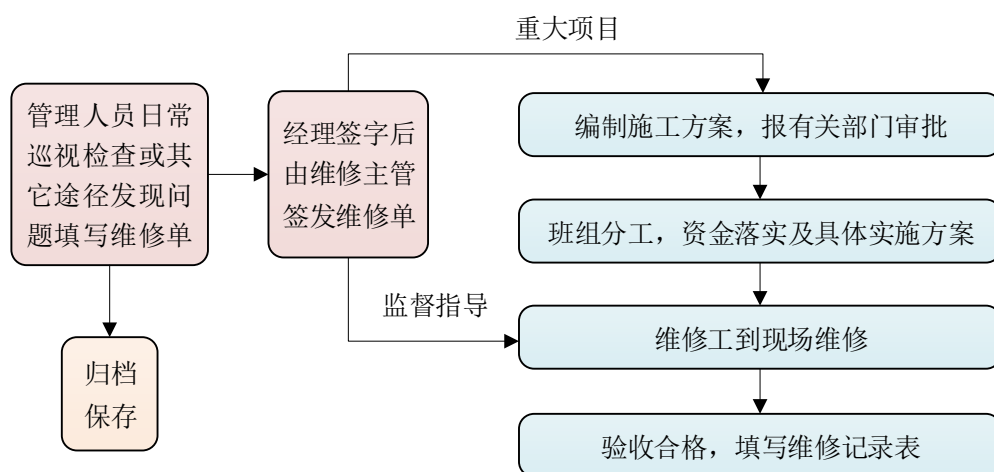 重大项目
管理人员日常
巡视检查或其
它途径发现问
题填写维修单
经理签字后
由维修主管
签发维修单
编制施工方案，报有关部门审批
班组分工，资金落实及具体实施方案
监督指导
维修工到现场维修
归档
保存
验收合格，填写维修记录表